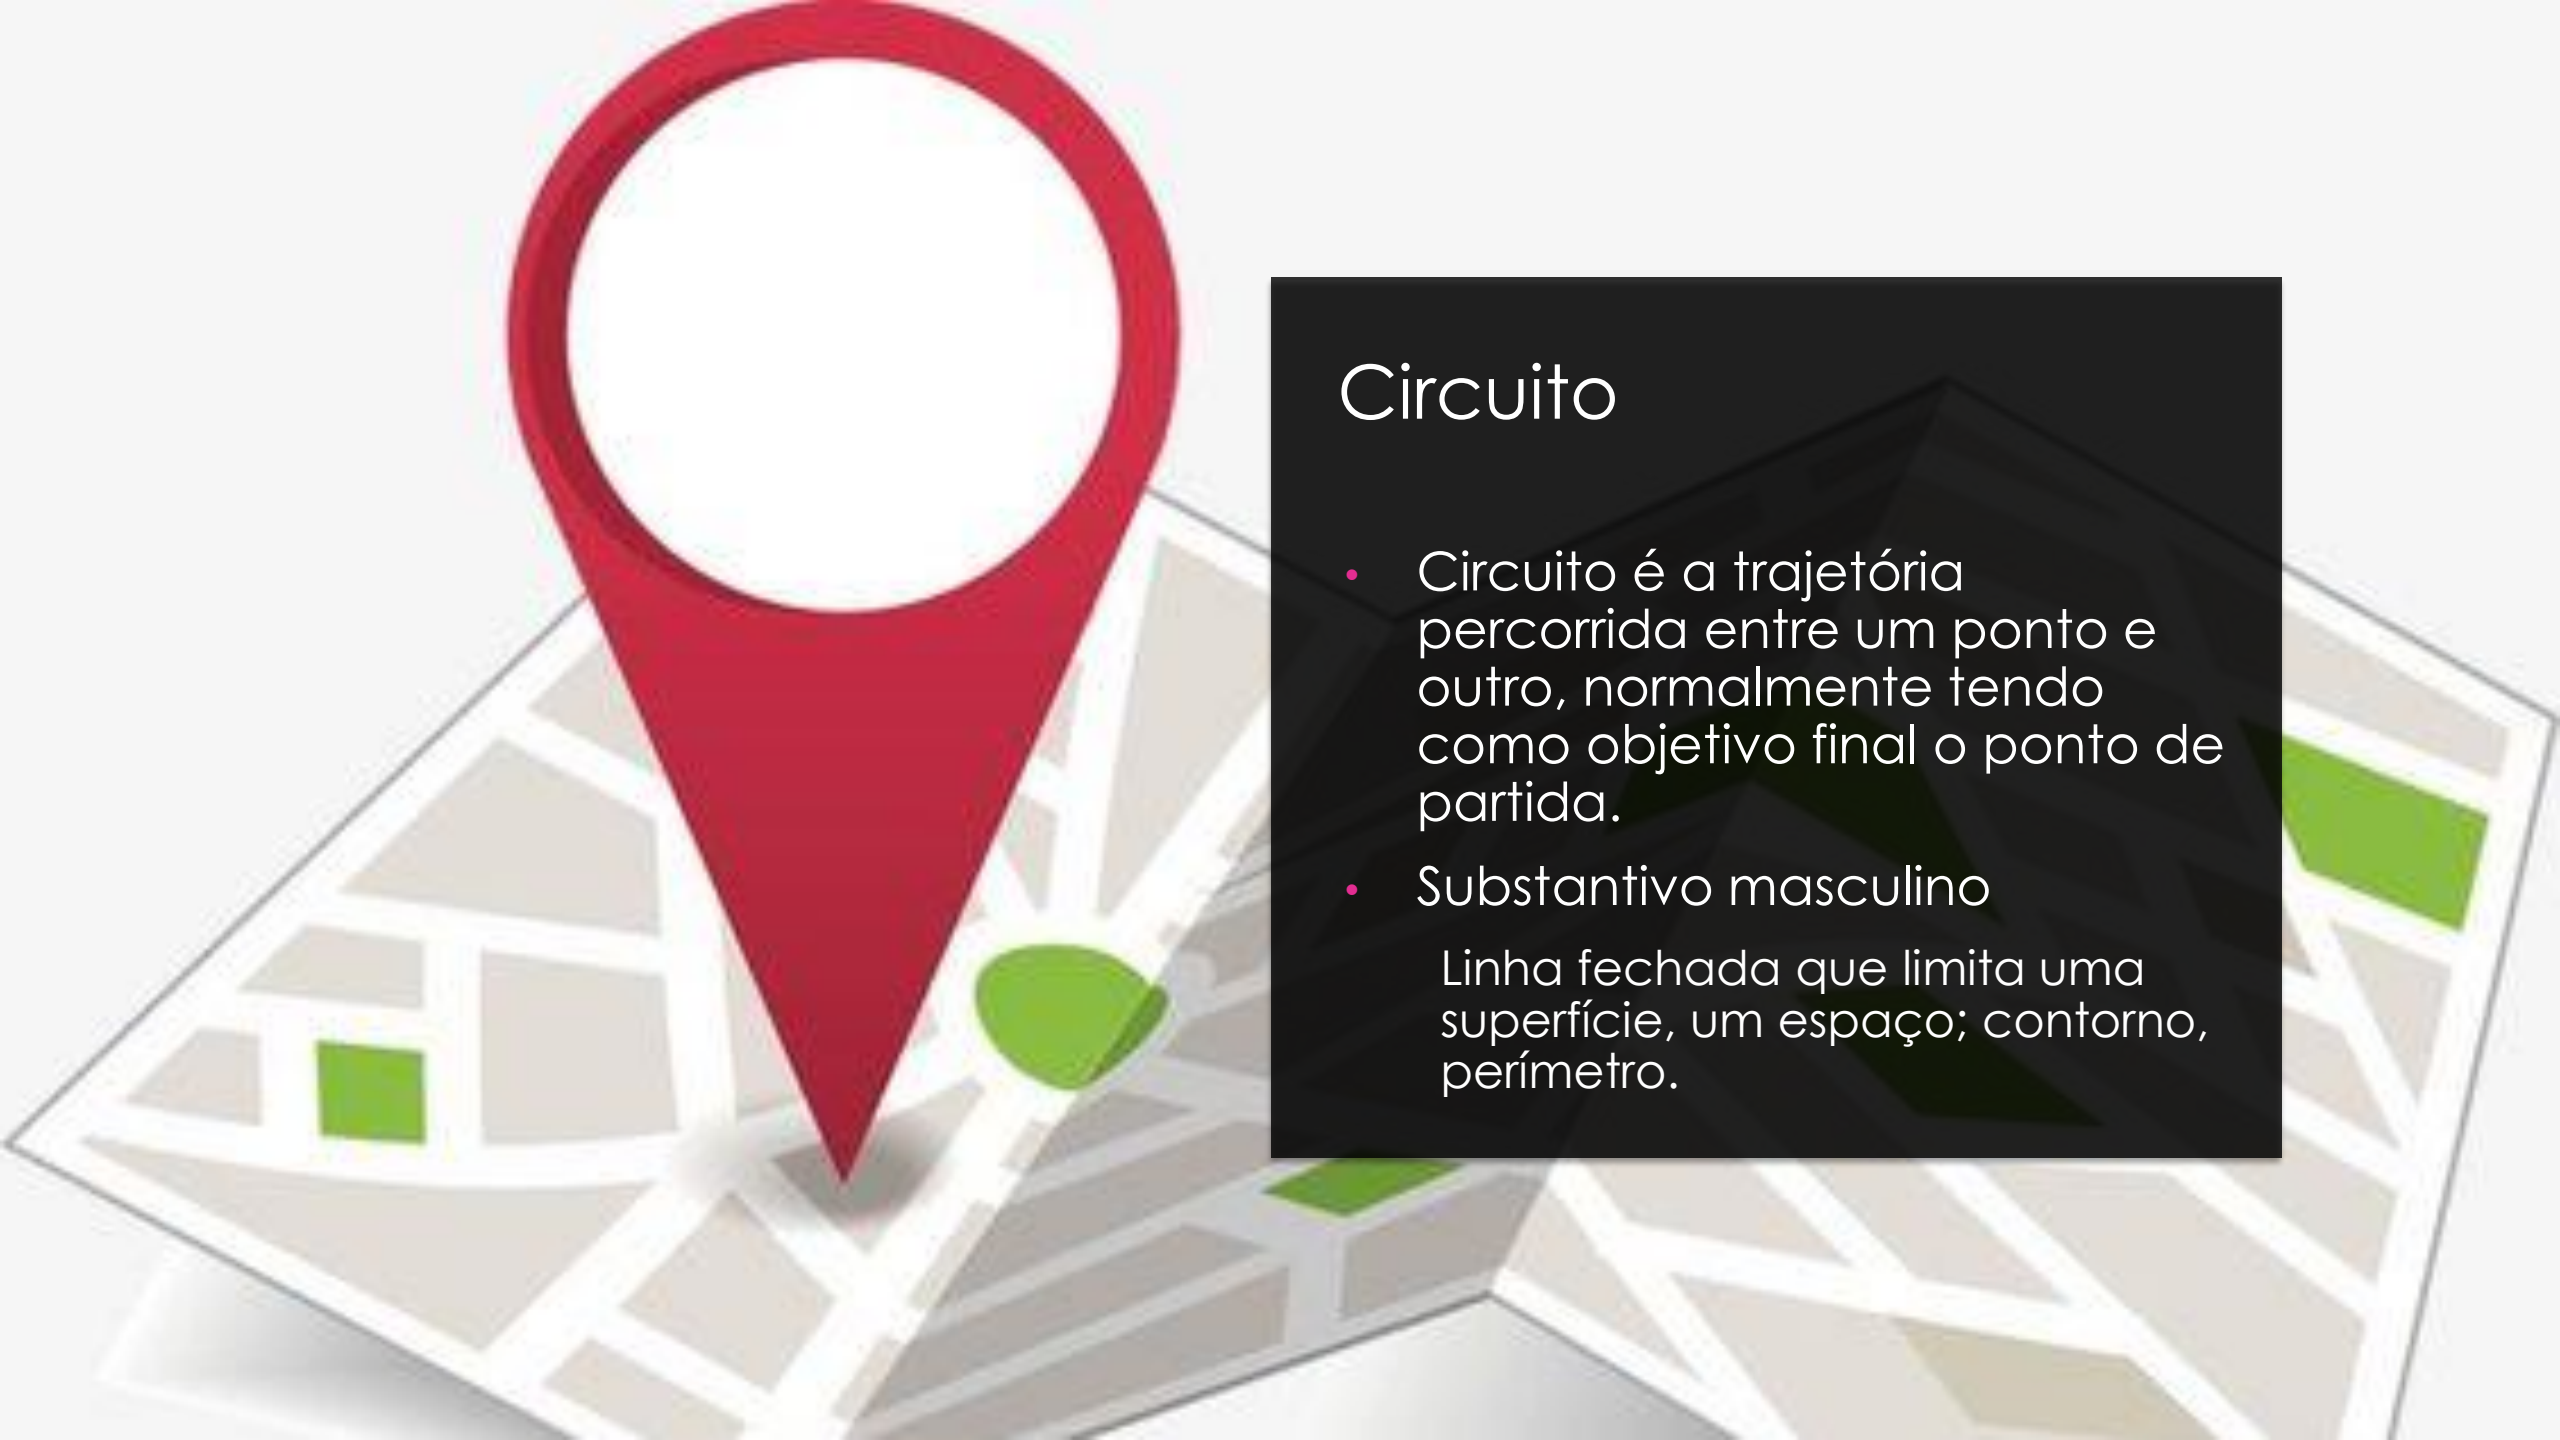 Circuito
• Circuito é a trajetória
percorrida entre um ponto e
outro, normalmente tendo
como objetivo final o ponto de
partida.
• Substantivo masculino
Linha fechada que limita uma
superfície, um espaço; contorno,
perímetro.